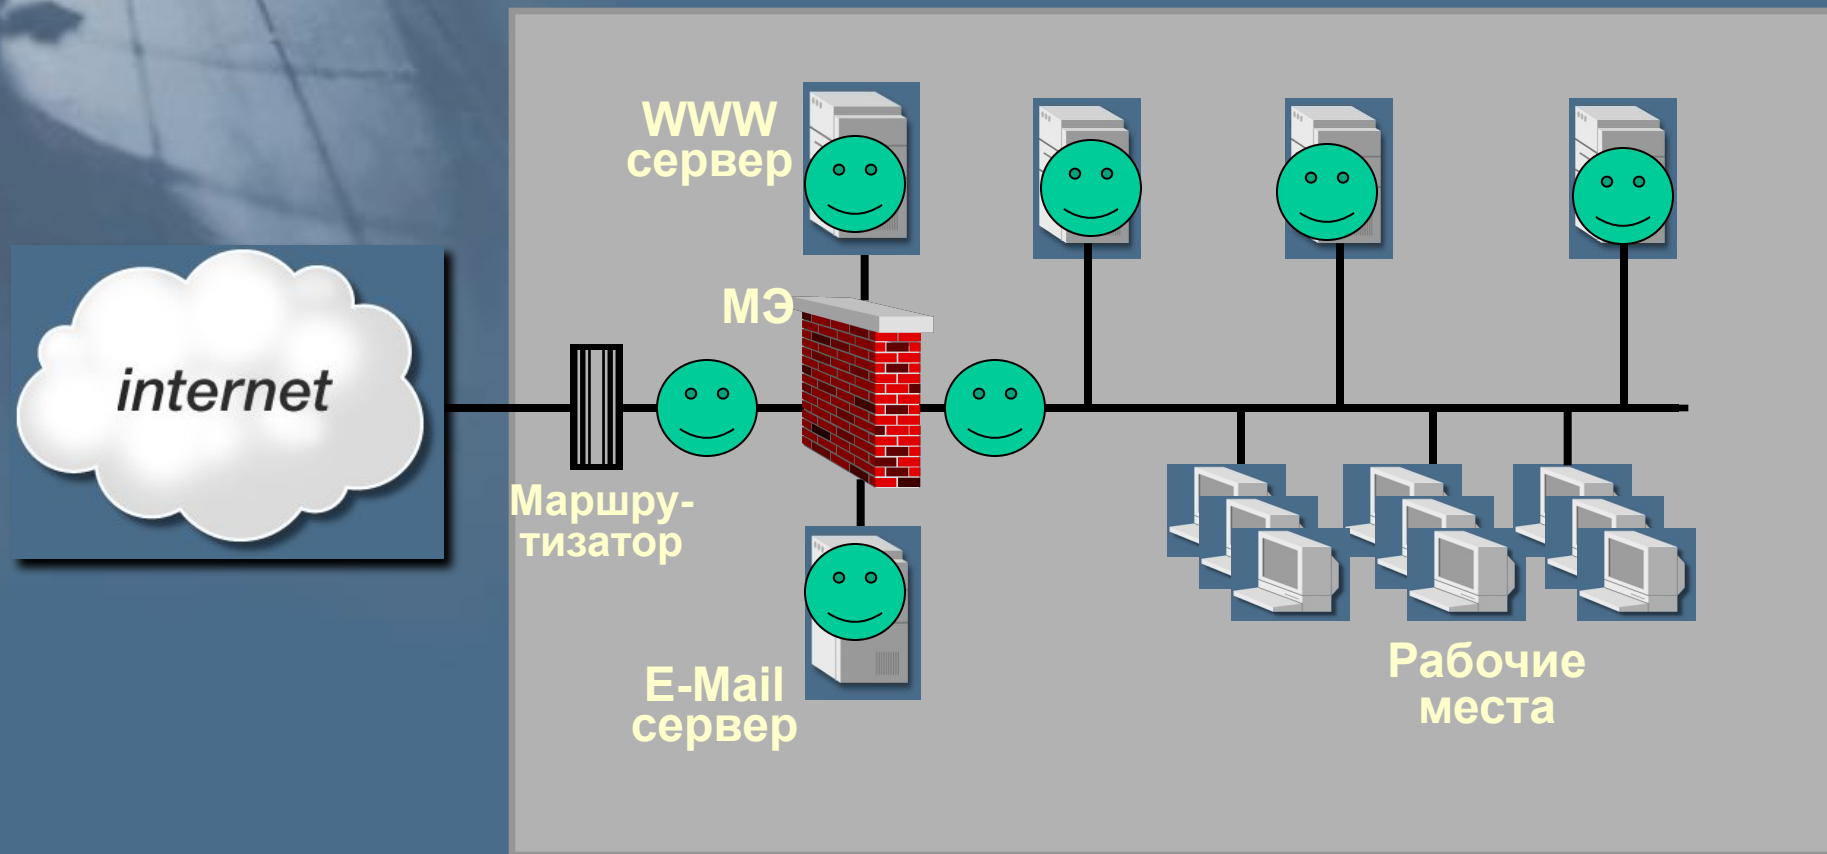 WWW
сервер
МЭ
internet
Маршру-
тизатор
E-Mail
сервер
Рабочие
места